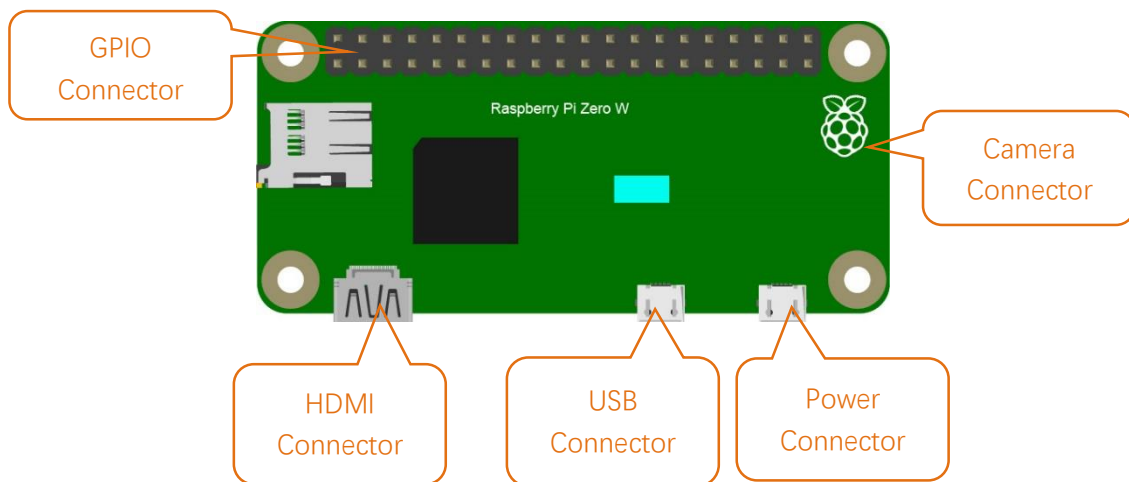 GPIO
Connector
Raspberry Pi Zero W
Camera
Connector
HDMI
Connector
USB
Connector
Power
Connector